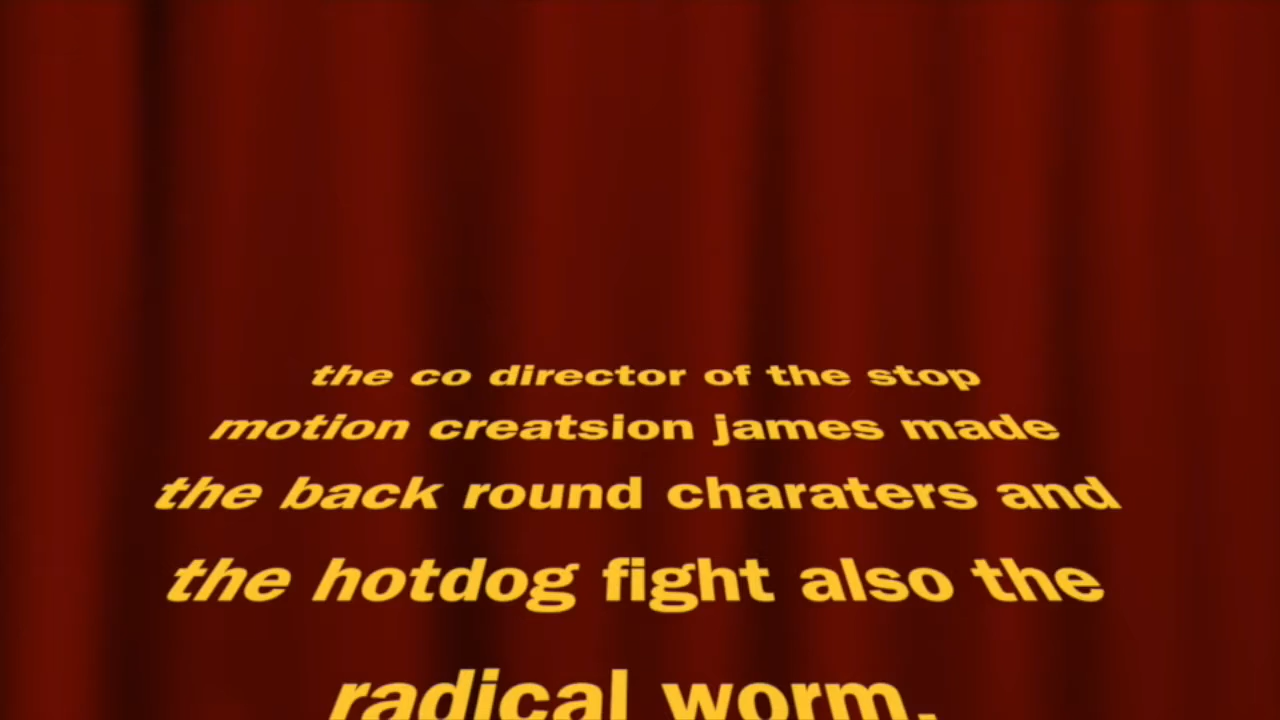 the co director of the stop
motion creatsion james made
the back round charaters and
the hotdog fight also the
radical worm.